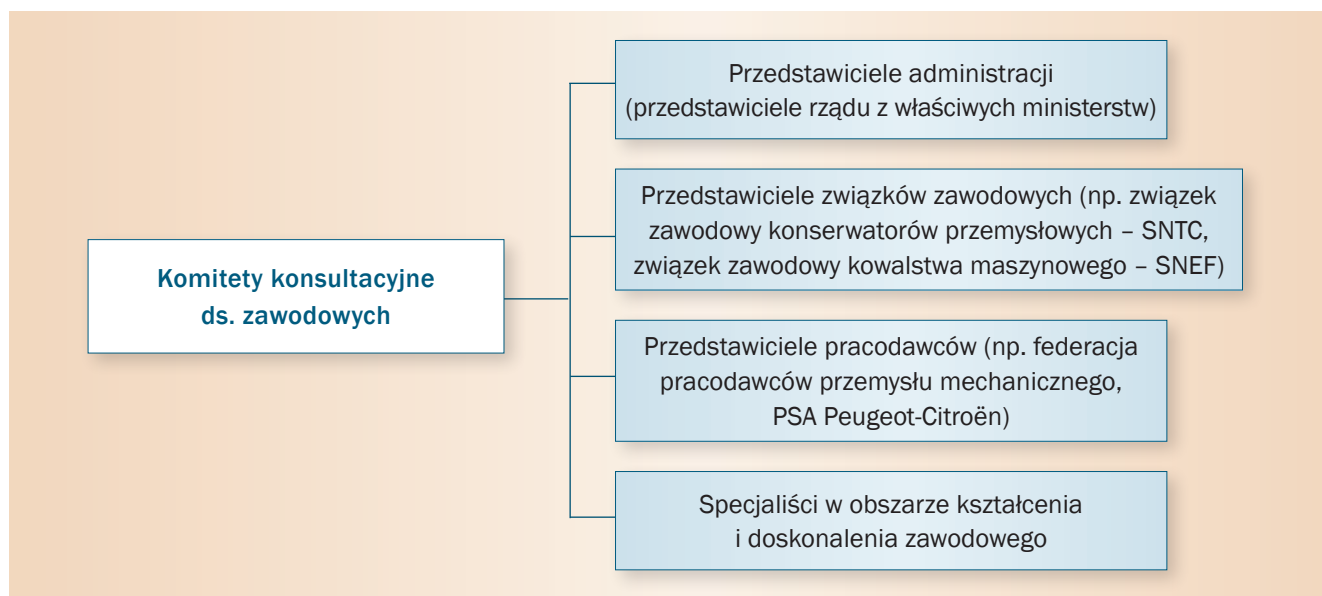 Komitety konsultacyjne
ds. zawodowych
Przedstawiciele administracji
(przedstawiciele rządu z właściwych ministerstw)
Przedstawiciele związków zawodowych (np. związek
zawodowy konserwatorów przemysłowych – SNTC,
związek zawodowy kowalstwa maszynowego – SNEF)
Przedstawiciele pracodawców (np. federacja
pracodawców przemysłu mechanicznego,
PSA Peugeot-Citroën)
Specjaliści w obszarze kształcenia
i doskonalenia zawodowego